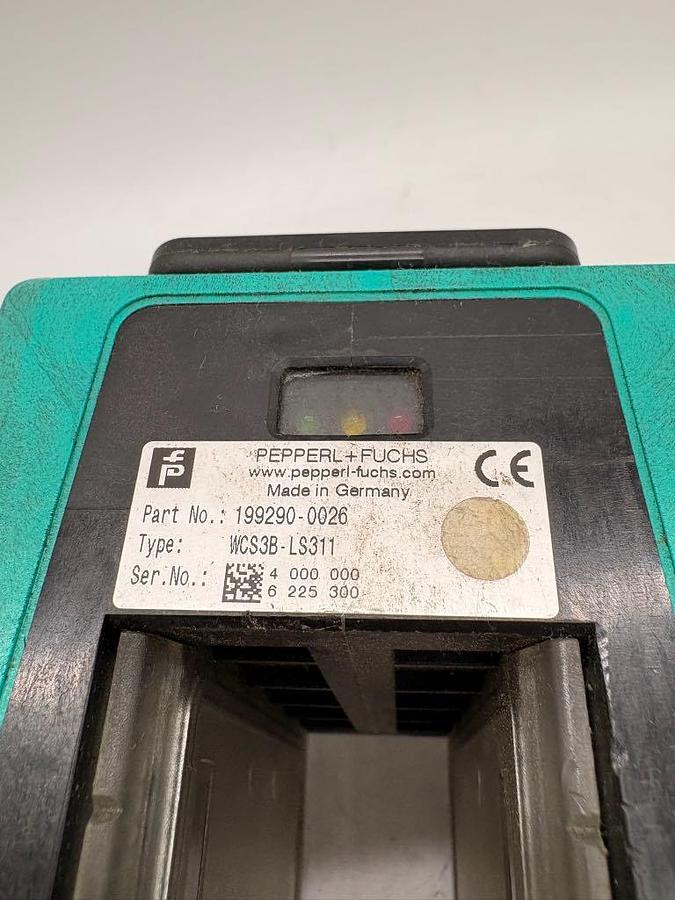 PEPPERL+FUCHS
www.pepperl-fuchs.com
Made in Germany
CE
Part No.: 199290-0026
Type: WCS3B-LS311
Ser.No.: 4 000 000
6 225 300